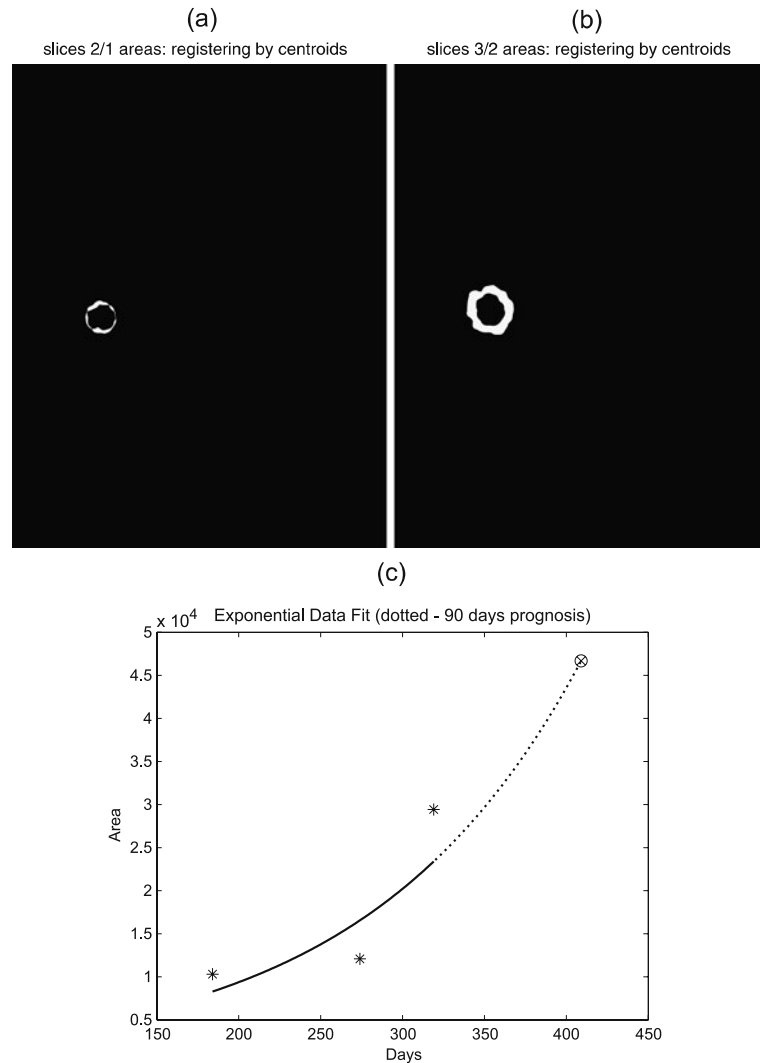 (a)
slices 2/1 areas: registering by centroids
(b)
slices 3/2 areas: registering by centroids
(c)
x 10^4
Exponential Data Fit (dotted - 90 days prognosis)
5
4.5
4
3.5
3
2.5
2
1.5
1
0.5
Area
150 200 250 300 350 400 450
Days